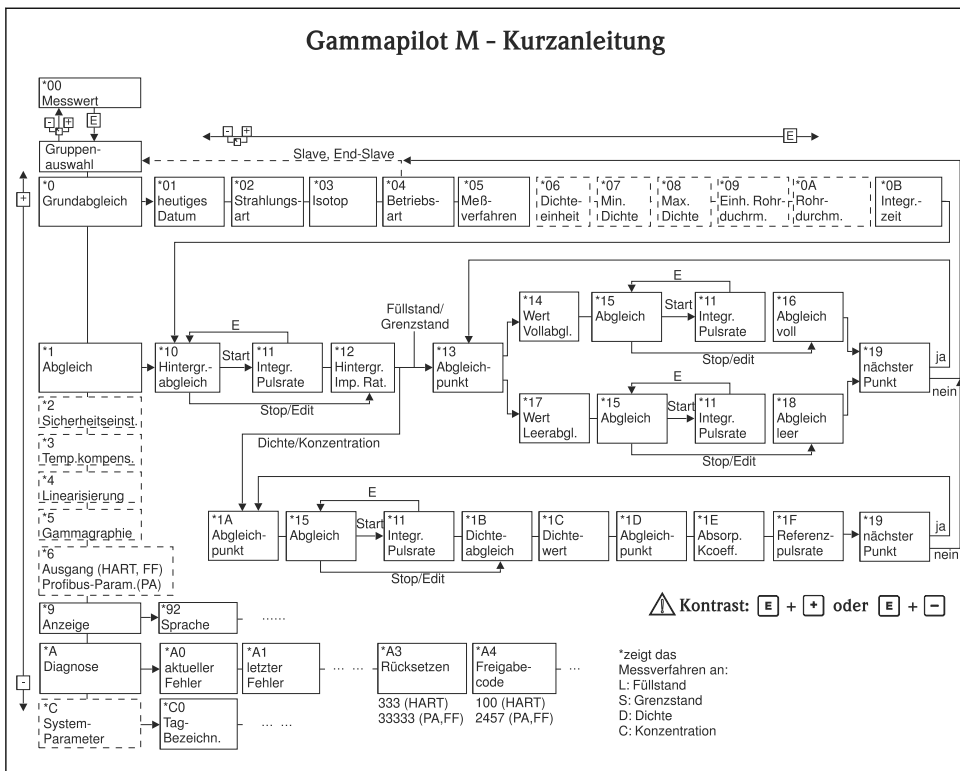 Gammapilot M - Kurzanleitung
*00
Messwert
- +
E
Gruppen-
auswahl
- +
E
Slave, End-Slave
+
*0
Grundabgleich
*01
heutiges
Datum
*02
Strahlungs-
art
*03
Isotop
*04
Betriebs-
art
*05
Meß-
verfahren
*06
Dichte-
einheit
*07
Min.
Dichte
*08
Max.
Dichte
*09
Einh. Rohr-
duchrm.
*0A
Rohr-
durchm.
*0B
Integr.-
zeit
*1
Abgleich
*10
Hintergr.-
abgleich
E
Start
*11
Integr.
Pulsrate
Stop/Edit
*12
Hintergr.
Imp. Rat.
Füllstand/
Grenzstand
Dichte/Konzentration
*13
Abgleich-
punkt
*14
Wert
Vollabgl.
*15
Abgleich
E
Start
*11
Integr.
Pulsrate
Stop/edit
*16
Abgleich
voll
*17
Wert
Leerabgl.
*15
Abgleich
E
Start
*11
Integr.
Pulsrate
Stop/Edit
*18
Abgleich
leer
*19
nächster
Punkt
ja
nein
*2
Sicherheitseinst.
*3
Temp.kompens.
*4
Linearisierung
*5
Gammagraphie
*6
Ausgang (HART, FF)
Profibus-Param.(PA)
*1A
Abgleich-
punkt
*15
Abgleich
E
Start
*11
Integr.
Pulsrate
Stop/Edit
*1B
Dichte-
abgleich
*1C
Dichte-
wert
*1D
Abgleich-
punkt
*1E
Absorp.
Kcoeff.
*1F
Referenz-
pulsrate
*19
nächster
Punkt
ja
nein
*9
Anzeige
*92
Sprache
......
Kontrast: E + + oder E + −
*A
Diagnose
*A0
aktueller
Fehler
*A1
letzter
Fehler
... ...
*A3
Rücksetzen
333 (HART)
33333 (PA,FF)
*A4
Freigabe-
code
100 (HART)
2457 (PA,FF)
...
-
*C
System-
Parameter
*C0
Tag-
Bezeichn.
... ...
*zeigt das
Messverfahren an:
L: Füllstand
S: Grenzstand
D: Dichte
C: Konzentration